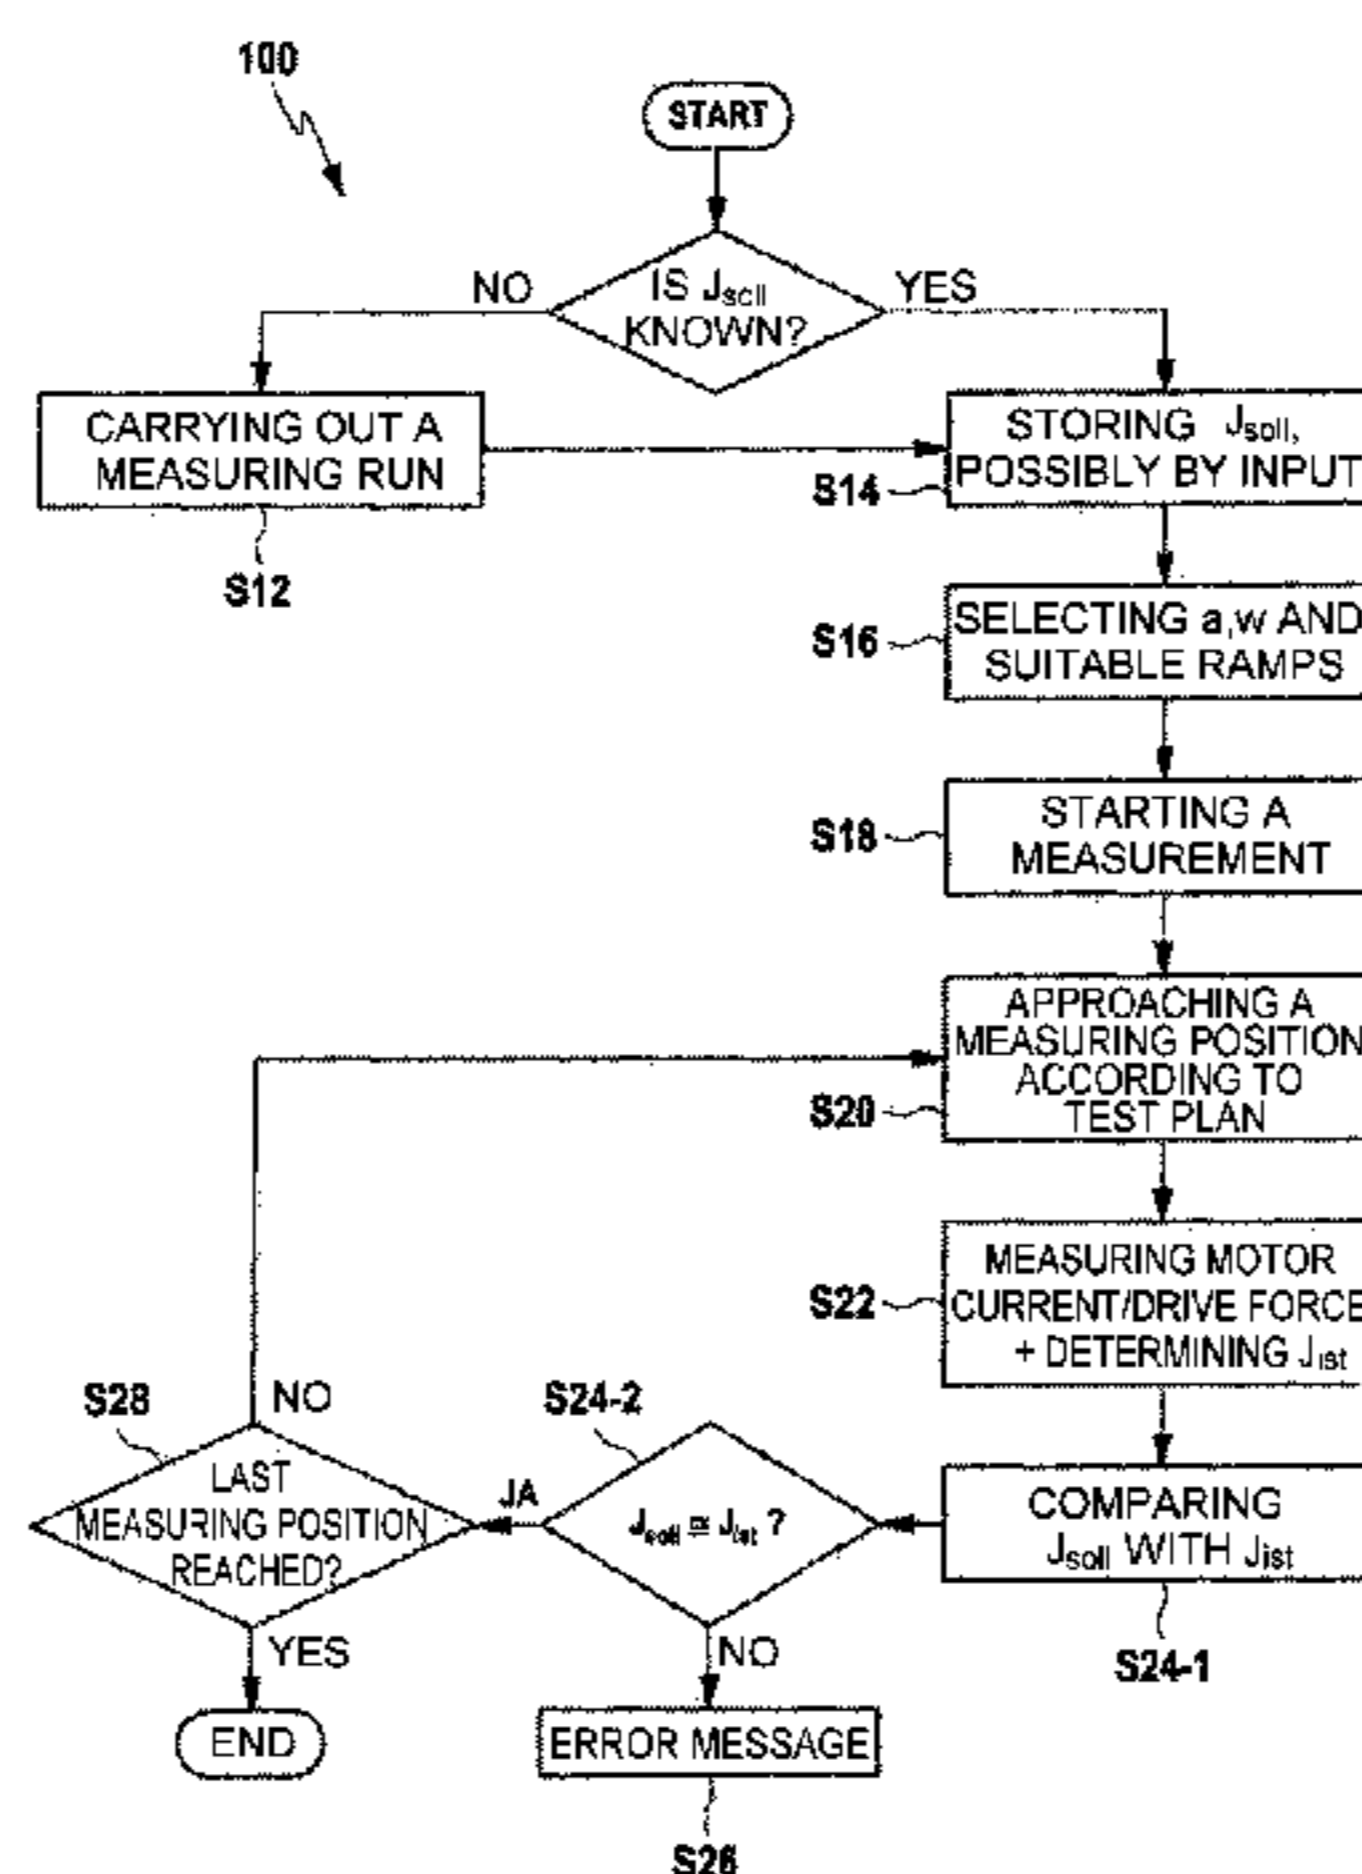 100
START
IS Jsoll
KNOWN?
NO
YES
CARRYING OUT A
MEASURING RUN
S12
STORING Jsoll,
POSSIBLY BY INPUT
S14
SELECTING a,w AND
SUITABLE RAMPS
S16
STARTING A
MEASUREMENT
S18
APPROACHING A
MEASURING POSITION
ACCORDING TO
TEST PLAN
S20
MEASURING MOTOR
CURRENT/DRIVE FORCE
+ DETERMINING Jist
S22
COMPARING
Jsoll WITH Jist
S24-1
S24-2
Jsoll ≅ Jist ?
JA
NO
ERROR MESSAGE
S26
S28
LAST
MEASURING POSITION
REACHED?
NO
YES
END